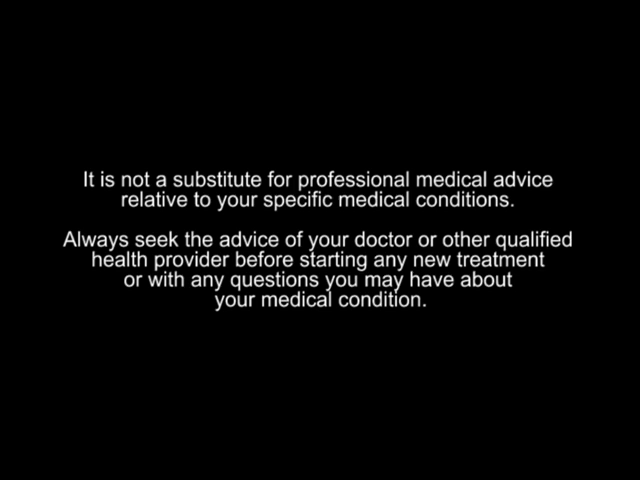 It is not a substitute for professional medical advice
relative to your specific medical conditions.
Always seek the advice of your doctor or other qualified
health provider before starting any new treatment
or with any questions you may have about
your medical condition.